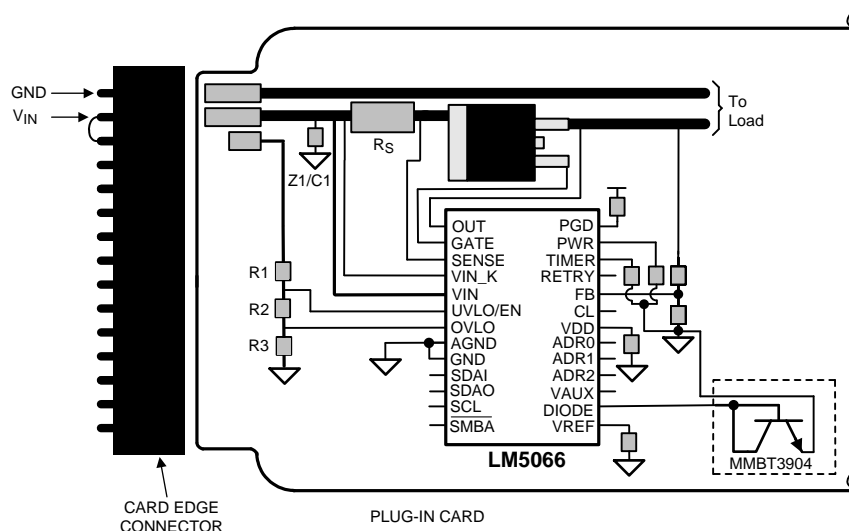 GND
VIN
To
Load
RS
Z1/C1
R1
R2
R3
OUT
GATE
SENSE
VIN_K
VIN
UVLO/EN
OVLO
AGND
GND
SDAI
SDAO
SCL
SMBA
PGD
PWR
TIMER
RETRY
FB
CL
VDD
ADR0
ADR1
ADR2
VAUX
DIODE
VREF
LM5066
MMBT3904
CARD EDGE
CONNECTOR
PLUG-IN CARD